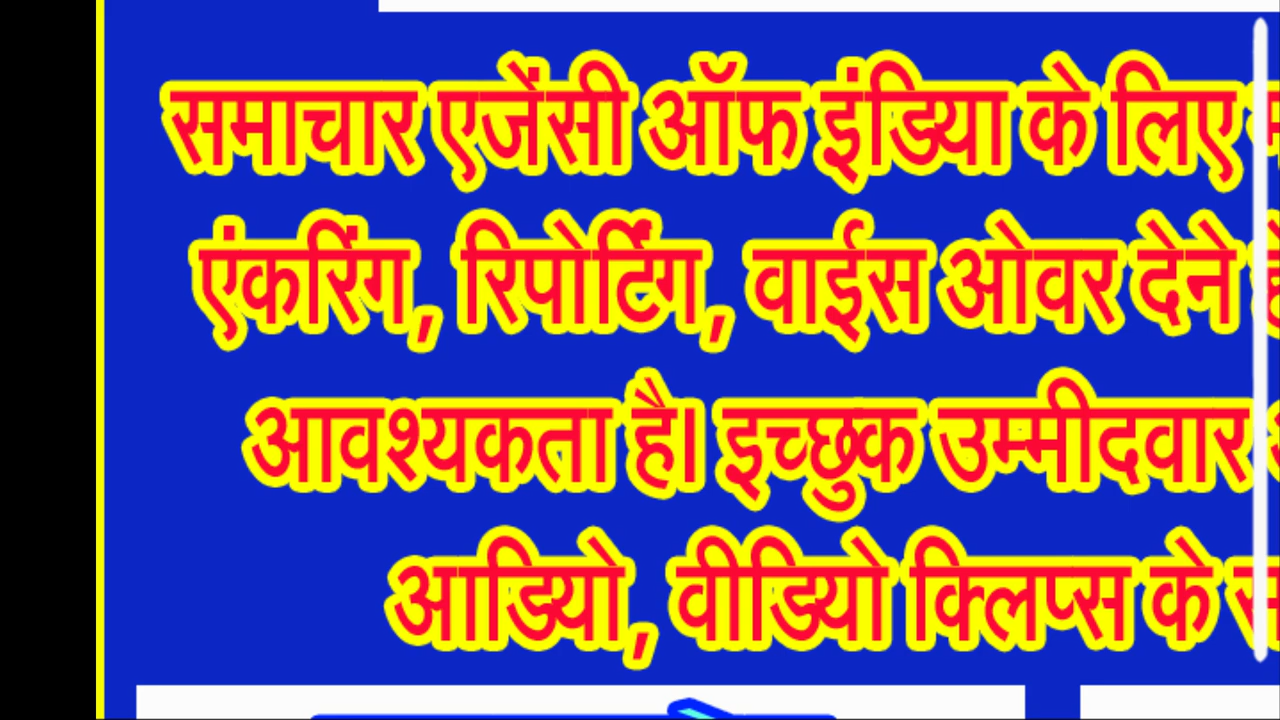 समाचार एजेंसी ऑफ इंडिया के लिए
एंकरिंग, रिपोर्टिंग, वाईस ओवर देने
आवश्यकता है। इच्छुक उम्मीदवार
आडियो, वीडियो क्लिप्स के